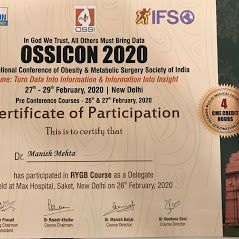 OSSI
IFSO
In God We Trust, All Others Must Bring Data
OSSICON 2020
ational Conference of Obesity & Metabolic Surgery Society of India
me: Turn Data Into Information & Information Into Insight
27th - 29th February, 2020 | New Delhi
Pre Conference Courses - 26th & 27th February, 2020
4
CME CREDIT
HOURS
Certificate of Participation
This is to certify that
Dr. Manish Mehta
participated in RYGB Course as a Delegate
held at Max Hospital, Saket, New Delhi on 26th February, 2020
Dr Rajesh Khullar
Dr. Manish Baijal
Dr Vandana Soni
Course Chairman
Course Director
Course Director